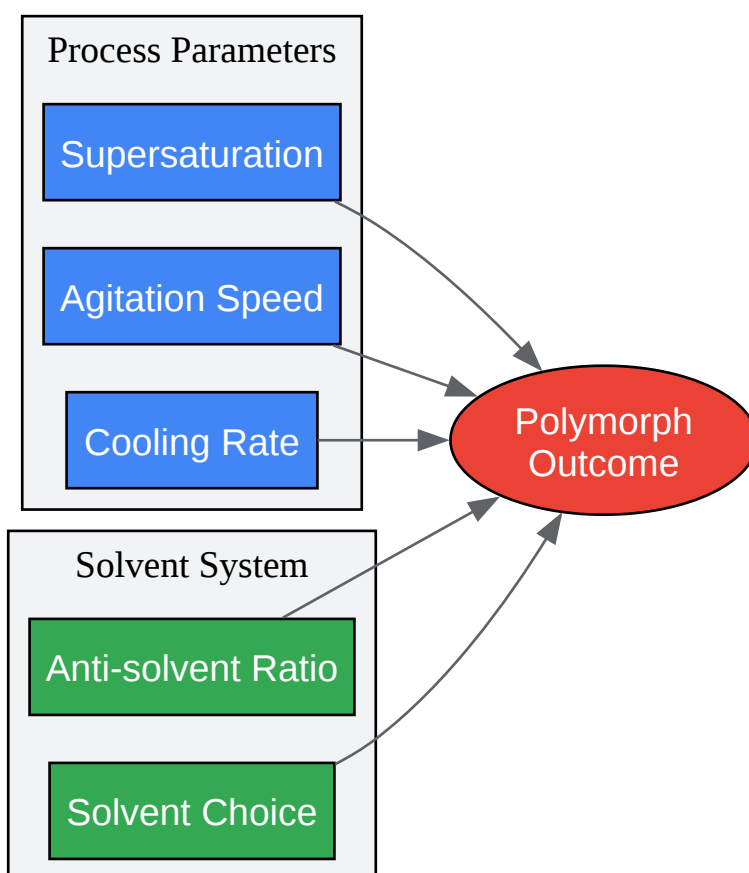 Process Parameters
Supersaturation
Agitation Speed
Cooling Rate
Polymorph
Outcome
Solvent System
Anti-solvent Ratio
Solvent Choice